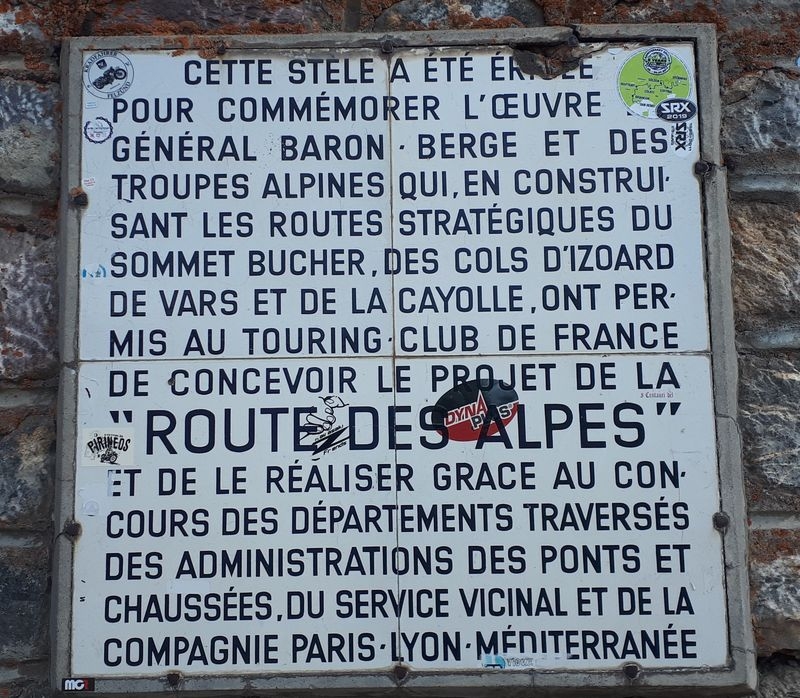 CETTE STELE A ÉTÉ
POUR COMMÉMORER L'ŒUVRE
GÉNÉRAL BARON·BERGE ET DES
TROUPES ALPINES QUI, EN CONSTRUI-
SANT LES ROUTES STRATÉGIQUES DU
SOMMET BUCHER, DES COLS D'IZOARD
DE VARS ET DE LA CAYOLLE, ONT PER-
MIS AU TOURING-CLUB DE FRANCE
DE CONCEVOIR LE PROJET DE LA
"ROUTE DES ALPES"
ET DE LE RÉALISER GRACE AU CON-
COURS DES DÉPARTEMENTS TRAVERSÉS
DES ADMINISTRATIONS DES PONTS ET
CHAUSSÉES, DU SERVICE VICINAL ET DE LA
COMPAGNIE PARIS-LYON-MÉDITERRANÉE
SRX
2019
SRX
DYNA
PIRINEOS